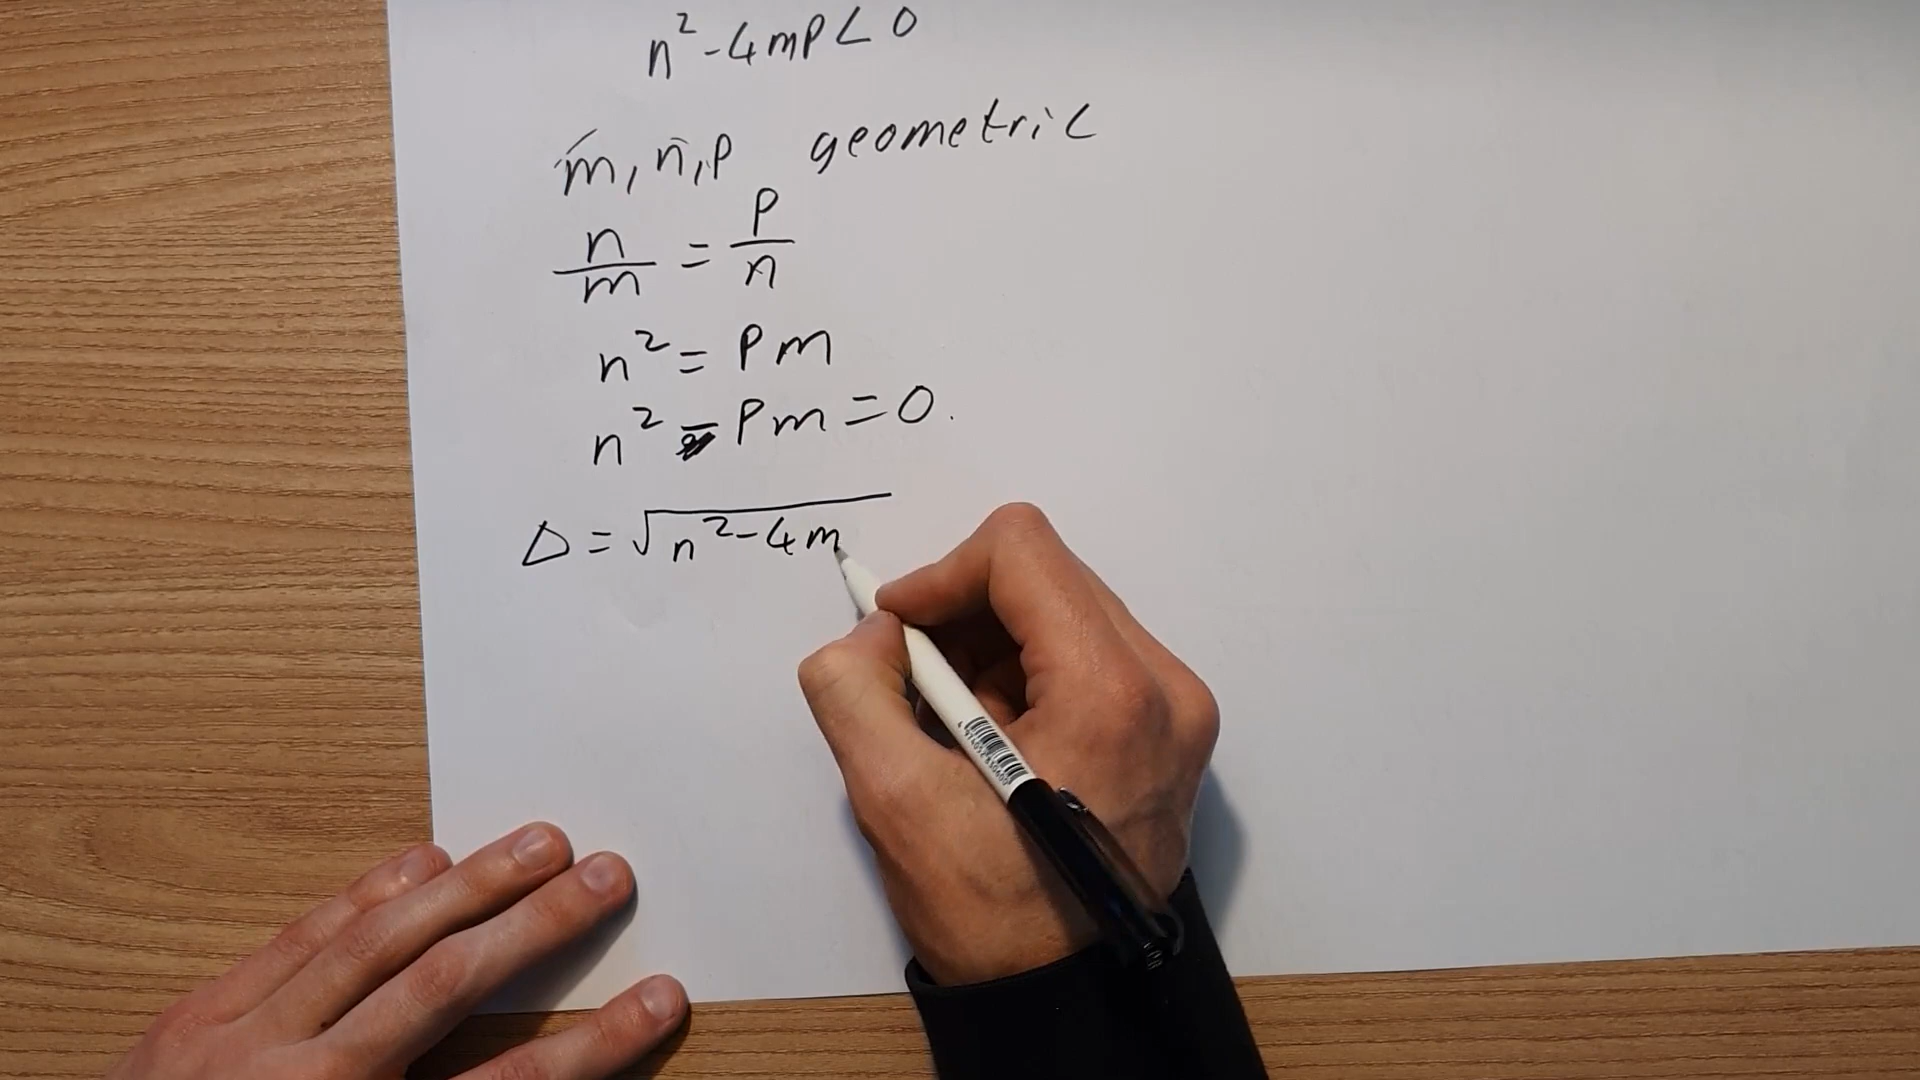 n² - 4mp < 0
m, n, p geometric
n/m = p/n
n² = pm
n² - pm = 0.
Δ = √(n² - 4m